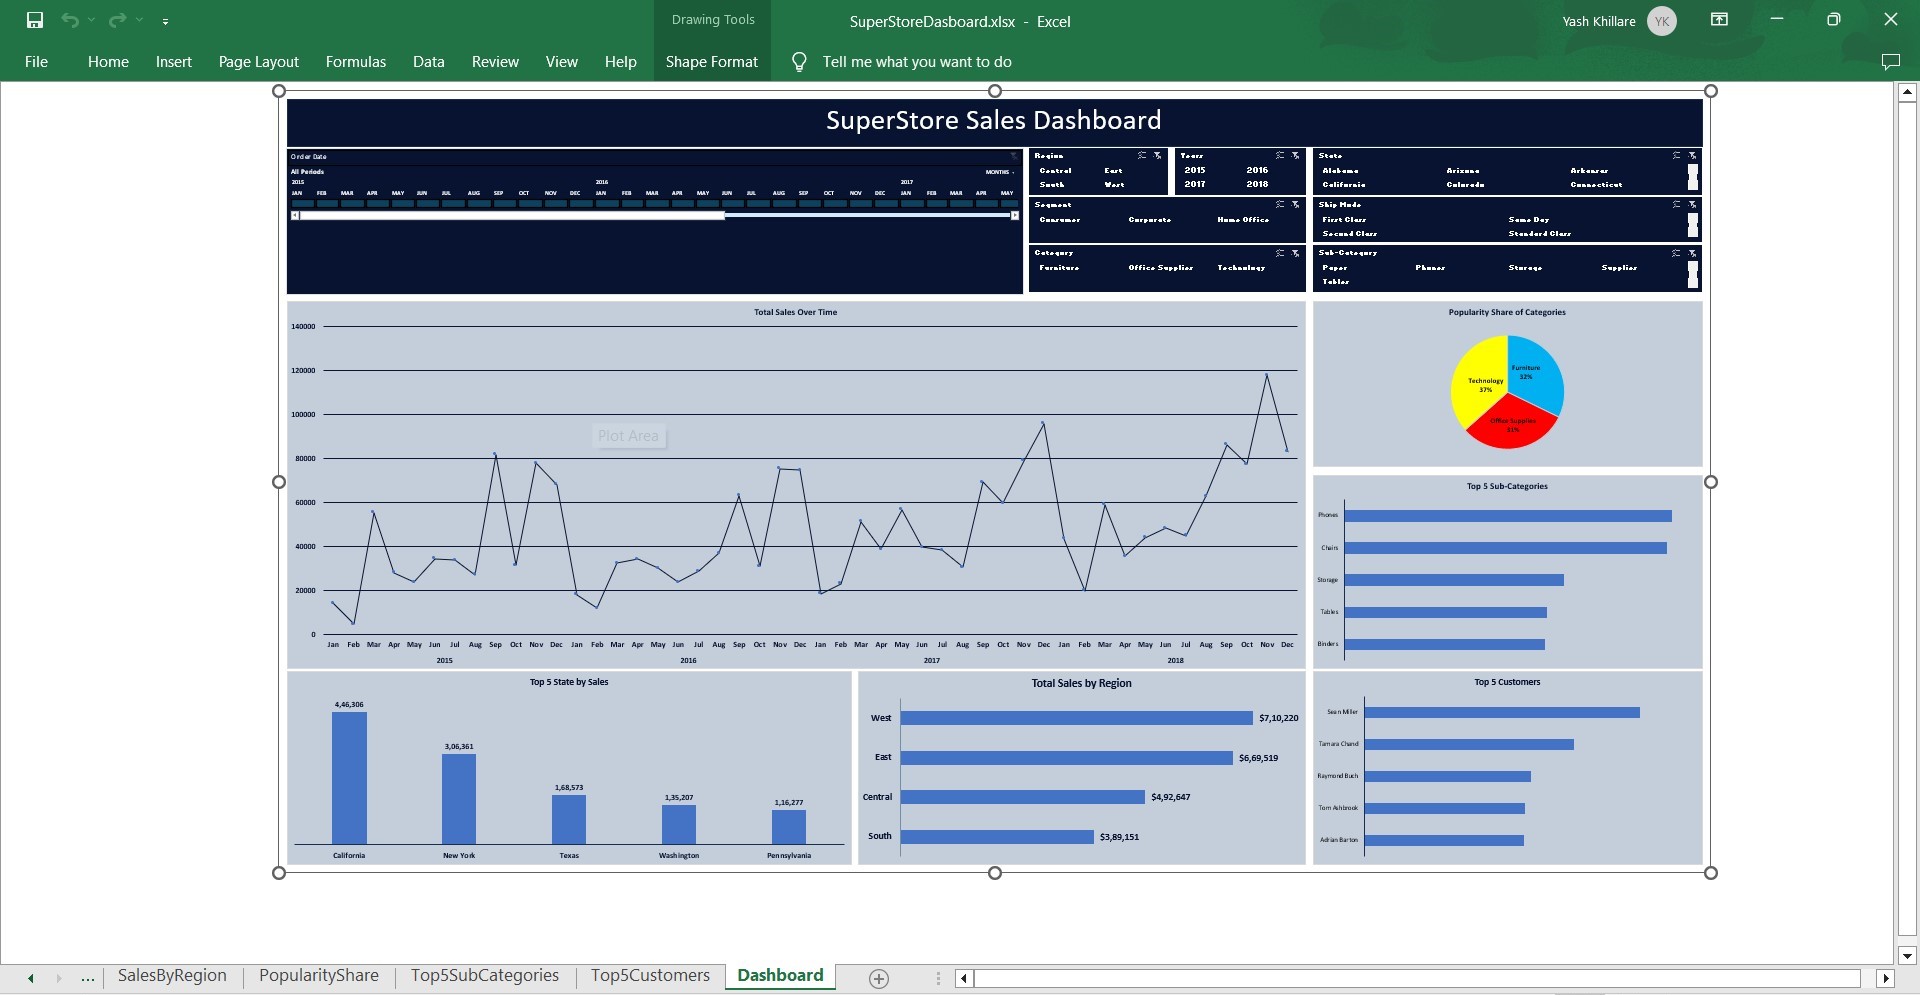 Drawing Tools
SuperStoreDasboard.xlsx - Excel
Yash Khillare YK
File Home Insert Page Layout Formulas Data Review View Help Shape Format Tell me what you want to do
SuperStore Sales Dashboard
Order Date
All Periods
MONTHS
2015 2016 2017
JAN FEB MAR APR MAY JUN JUL AUG SEP OCT NOV DEC JAN FEB MAR APR MAY JUN JUL AUG SEP OCT NOV DEC JAN FEB MAR APR MAY
Region
Central East
South West
Years
2015 2016
2017 2018
State
Alabama Arizona Arkansas
California Colorado Connecticut
Segment
Consumer Corporate Home Office
Ship Mode
First Class Same Day
Second Class Standard Class
Category
Furniture Office Supplies Technology
Sub-Category
Paper Phones Storage Supplies
Tables
Total Sales Over Time
140000
120000
100000
80000
60000
40000
20000
0
Plot Area
Jan Feb Mar Apr May Jun Jul Aug Sep Oct Nov Dec Jan Feb Mar Apr May Jun Jul Aug Sep Oct Nov Dec Jan Feb Mar Apr May Jun Jul Aug Sep Oct Nov Dec Jan Feb Mar Apr May Jun Jul Aug Sep Oct Nov Dec
2015 2016 2017 2018
Popularity Share of Categories
Furniture
32%
Technology
37%
Office Supplies
31%
Top 5 Sub-Categories
Phones
Chairs
Storage
Tables
Binders
Top 5 State by Sales
4,46,306
3,06,361
1,68,573
1,35,207
1,16,277
California New York Texas Washington Pennsylvania
Total Sales by Region
West $7,10,220
East $6,69,519
Central $4,92,647
South $3,89,151
Top 5 Customers
Sean Miller
Tamara Chand
Raymond Buch
Tom Ashbrook
Adrian Barton
... SalesByRegion PopularityShare Top5SubCategories Top5Customers Dashboard